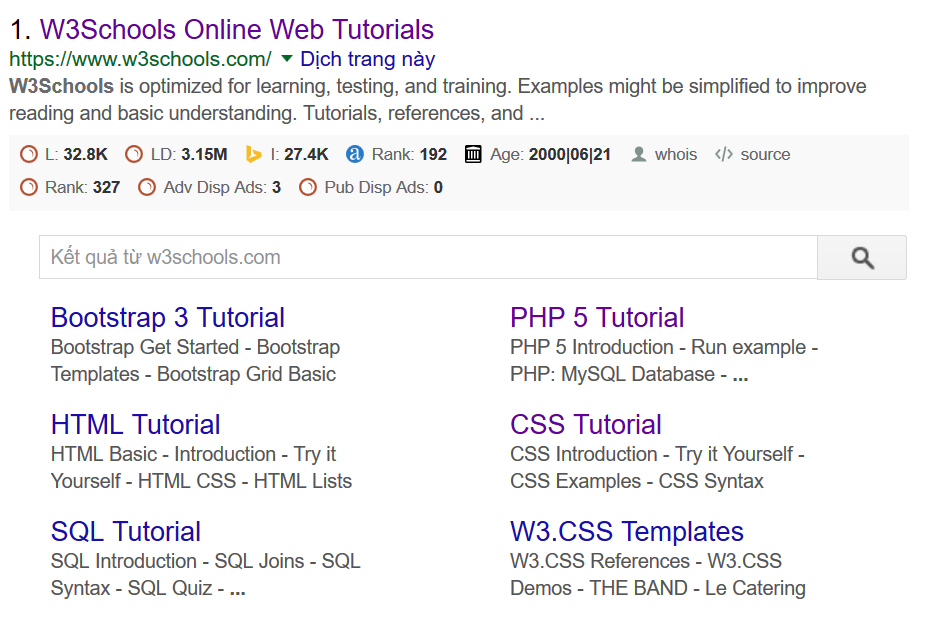 1. W3Schools Online Web Tutorials
https://www.w3schools.com/ Dịch trang này
W3Schools is optimized for learning, testing, and training. Examples might be simplified to improve
reading and basic understanding. Tutorials, references, and ...
L: 32.8K LD: 3.15M I: 27.4K Rank: 192 Age: 2000|06|21 whois </> source
Rank: 327 Adv Disp Ads: 3 Pub Disp Ads: 0
Kết quả từ w3schools.com
Bootstrap 3 Tutorial
Bootstrap Get Started - Bootstrap
Templates - Bootstrap Grid Basic
PHP 5 Tutorial
PHP 5 Introduction - Run example -
PHP: MySQL Database - ...
HTML Tutorial
HTML Basic - Introduction - Try it
Yourself - HTML CSS - HTML Lists
CSS Tutorial
CSS Introduction - Try it Yourself -
CSS Examples - CSS Syntax
SQL Tutorial
SQL Introduction - SQL Joins - SQL
Syntax - SQL Quiz - ...
W3.CSS Templates
W3.CSS References - W3.CSS
Demos - THE BAND - Le Catering